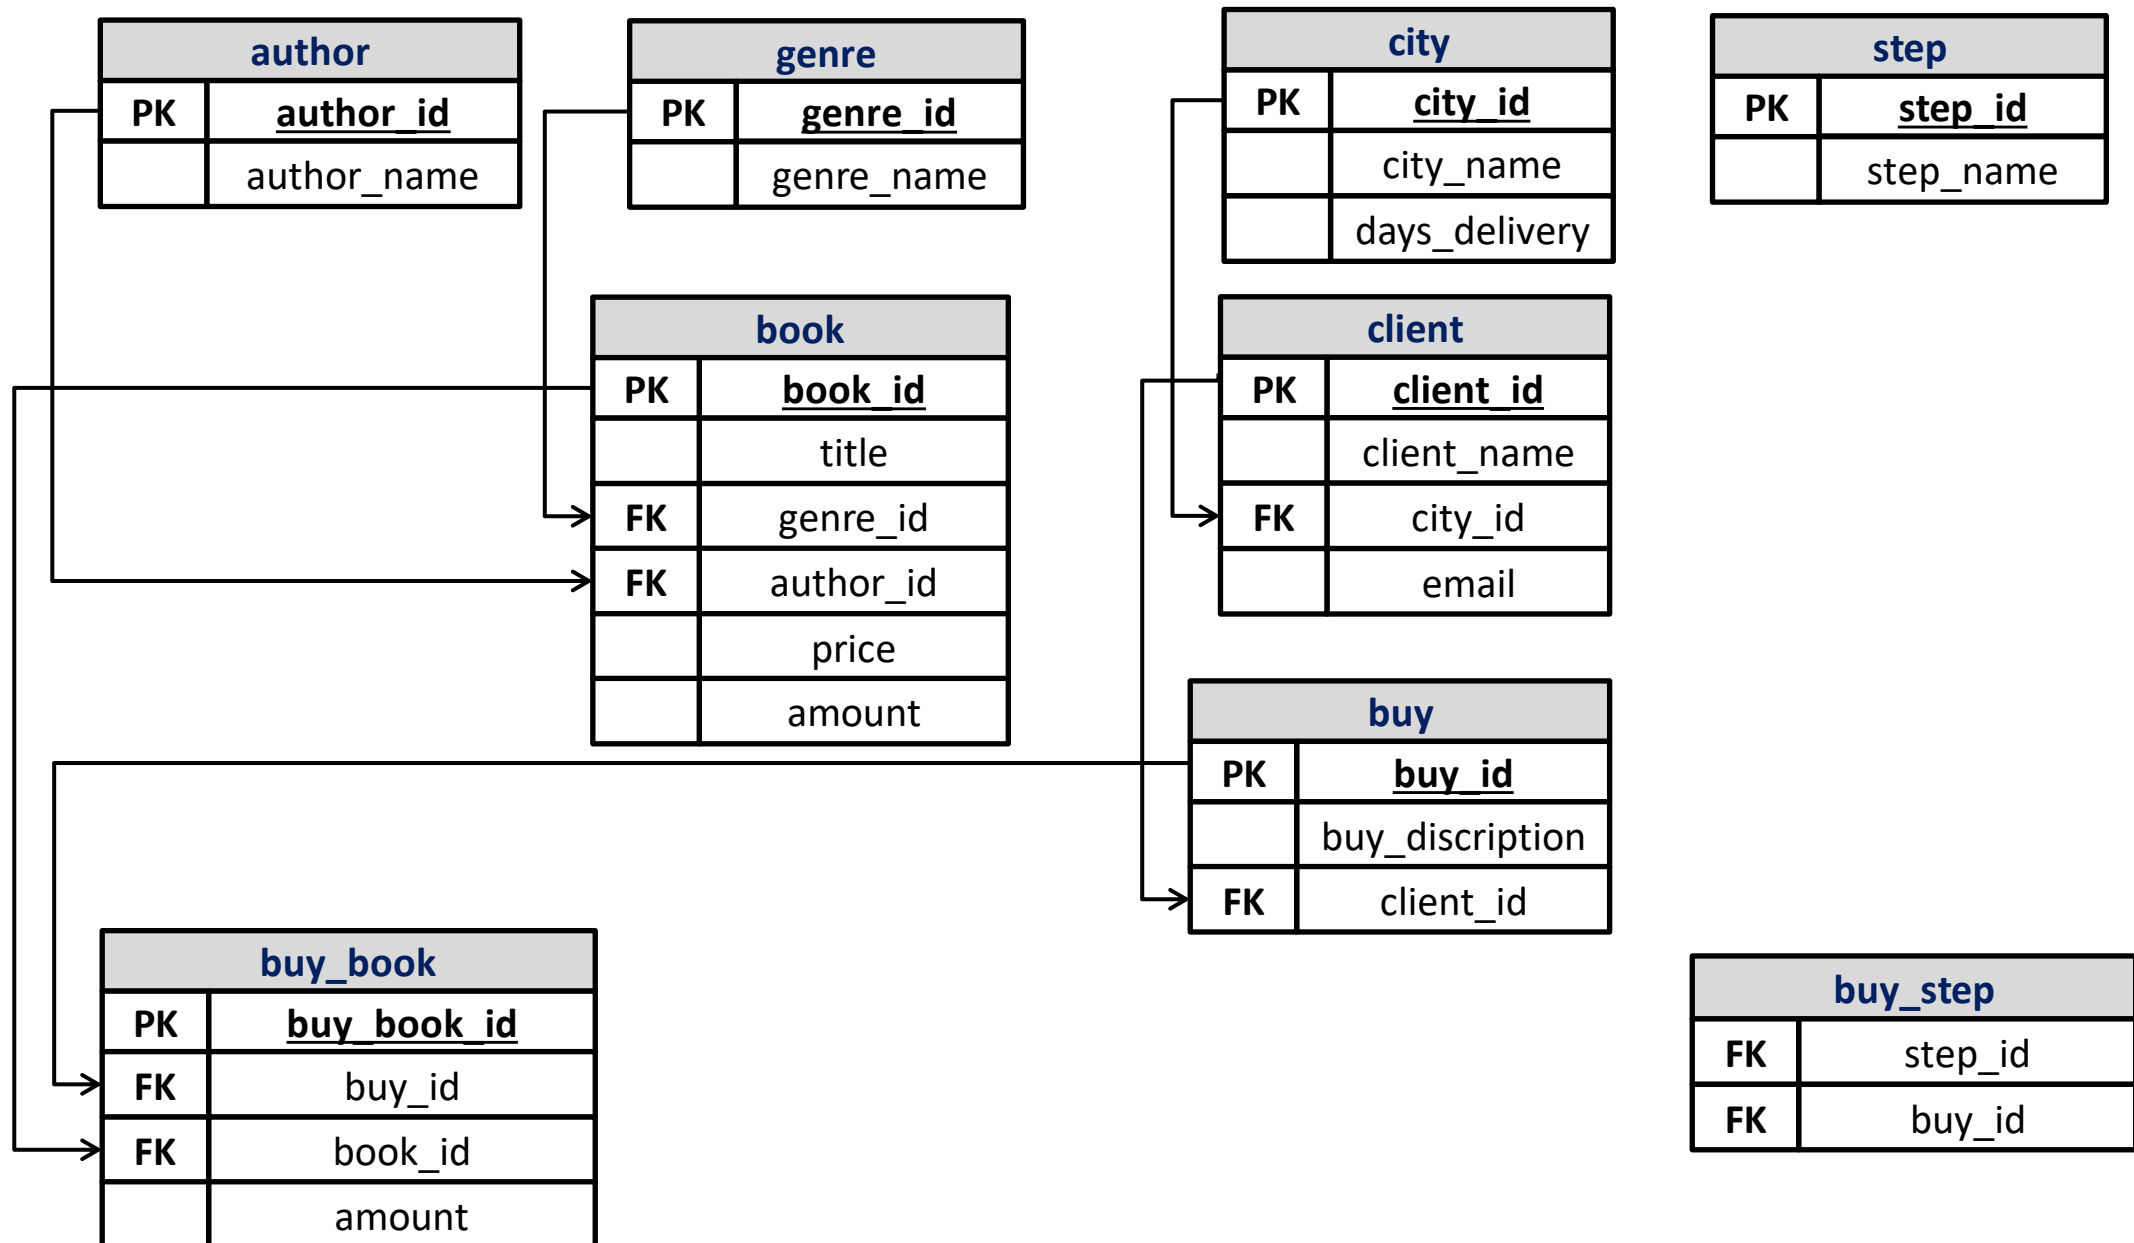 author
PK author_id
author_name
genre
PK genre_id
genre_name
city
PK city_id
city_name
days_delivery
step
PK step_id
step_name
book
PK book_id
title
FK genre_id
FK author_id
price
amount
client
PK client_id
client_name
FK city_id
email
buy
PK buy_id
buy_discription
FK client_id
buy_book
PK buy_book_id
FK buy_id
FK book_id
amount
buy_step
FK step_id
FK buy_id